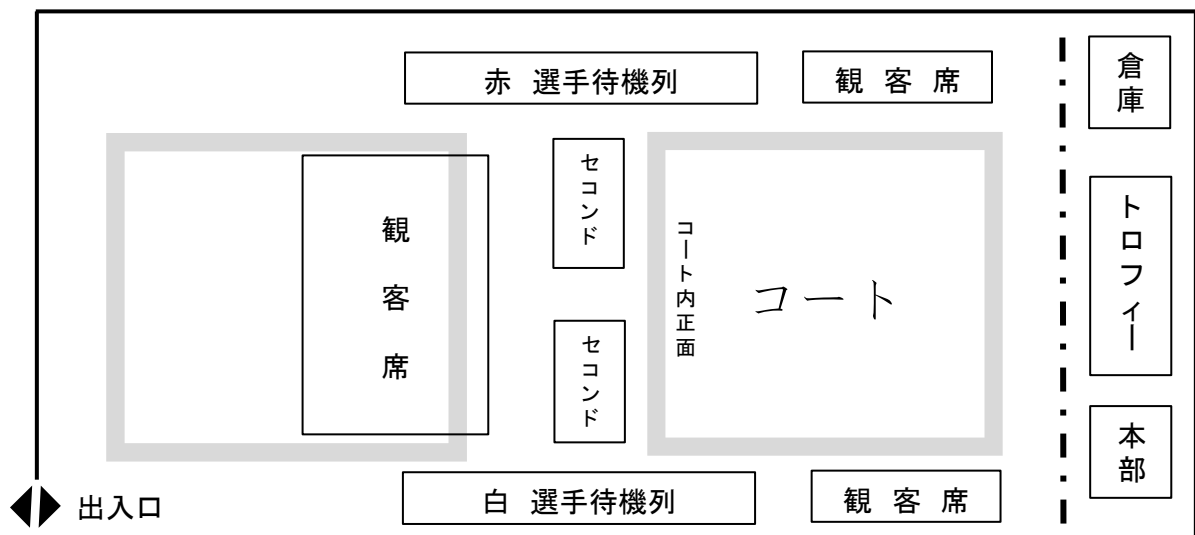 赤 選手待機列
観 客 席
倉庫
セコンド
観客席
コート内正面
コート
トロフィー
セコンド
本部
白 選手待機列
観 客 席
出入口